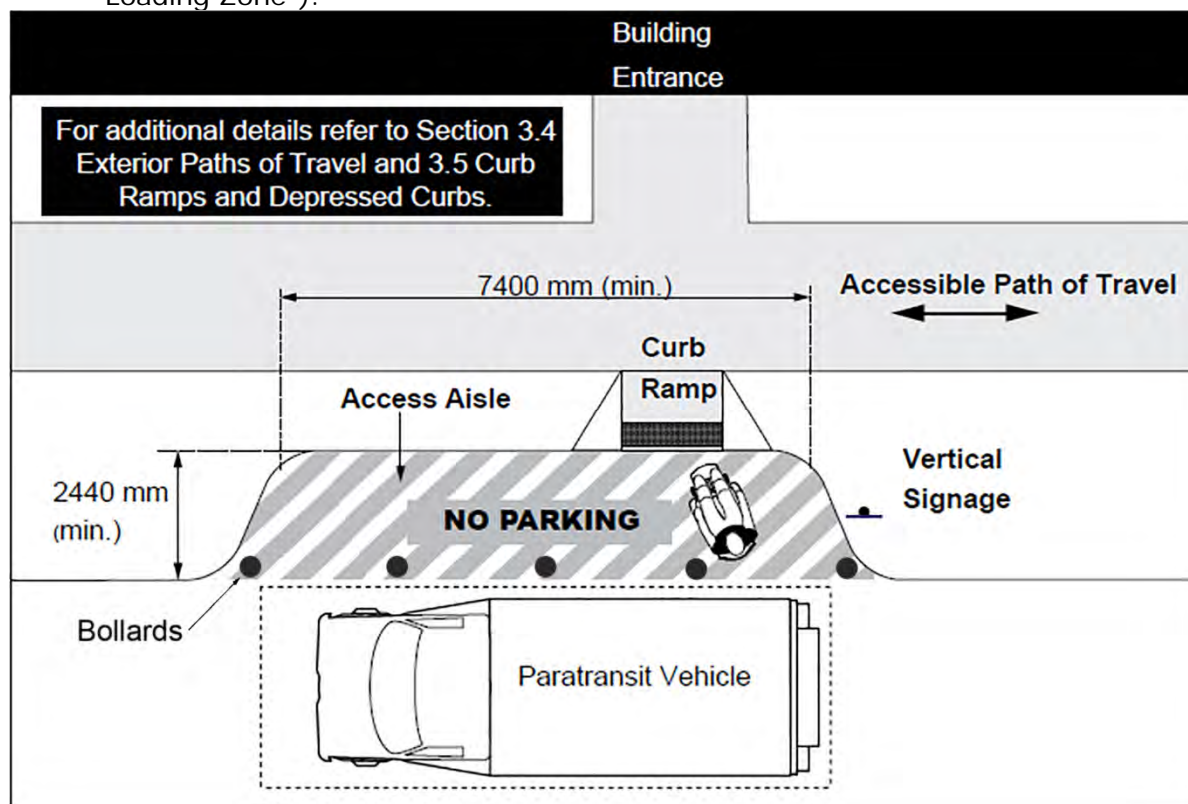 Loading Zone").
Building
Entrance
For additional details refer to Section 3.4
Exterior Paths of Travel and 3.5 Curb
Ramps and Depressed Curbs.
7400 mm (min.)
Accessible Path of Travel
Curb
Ramp
Access Aisle
2440 mm
(min.)
Vertical
Signage
NO PARKING
Bollards
Paratransit Vehicle